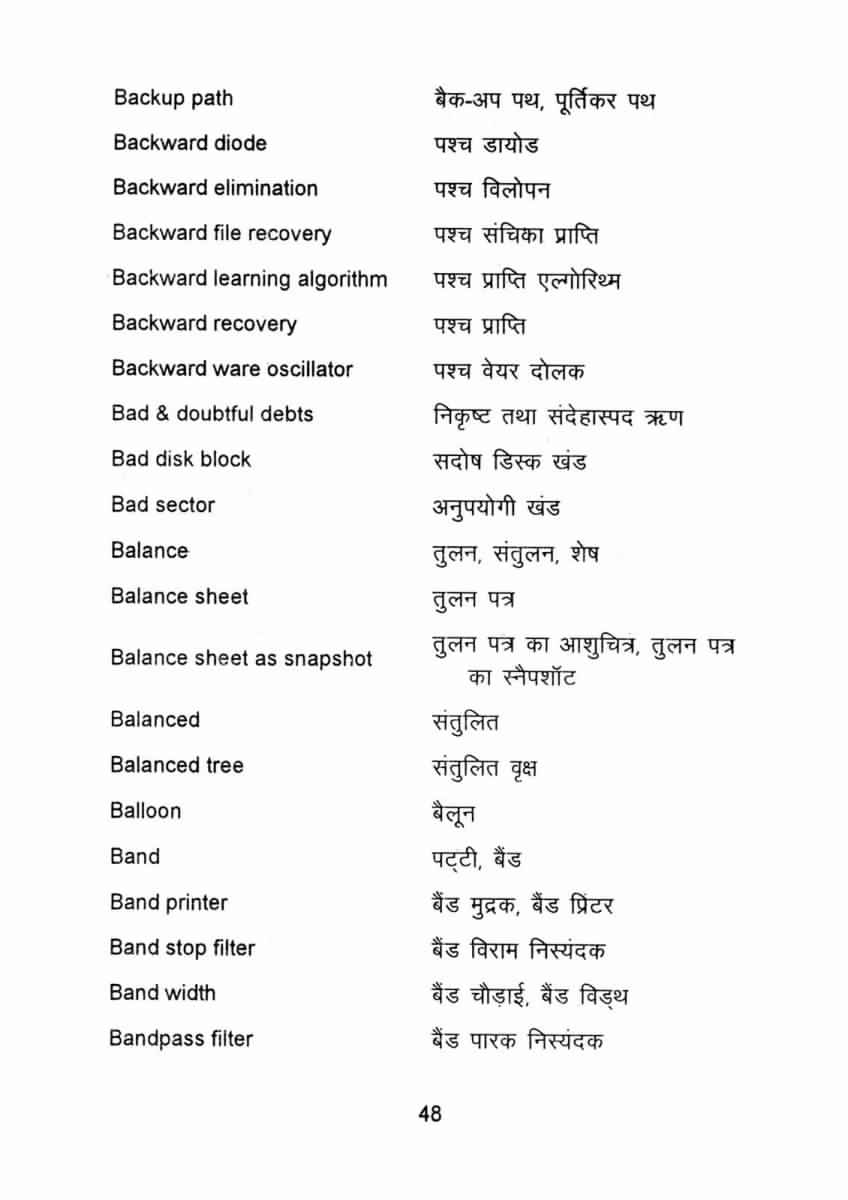 Backup path बैक-अप पथ, पूर्तिकर पथ
Backward diode पश्च डायोड
Backward elimination पश्च विलोपन
Backward file recovery पश्च संचिका प्राप्ति
Backward learning algorithm पश्च प्राप्ति एल्गोरिथ्म
Backward recovery पश्च प्राप्ति
Backward ware oscillator पश्च वेयर दोलक
Bad & doubtful debts निकृष्ट तथा संदेहास्पद ऋण
Bad disk block सदोष डिस्क खंड
Bad sector अनुपयोगी खंड
Balance तुलन, संतुलन, शेष
Balance sheet तुलन पत्र
Balance sheet as snapshot तुलन पत्र का आशुचित्र, तुलन पत्र
का स्नैपशॉट
Balanced संतुलित
Balanced tree संतुलित वृक्ष
Balloon बैलून
Band पट्‌टी, बैंड
Band printer बैंड मुद्रक, बैंड प्रिंटर
Band stop filter बैंड विराम निस्यंदक
Band width बैंड चौड़ाई, बैंड विड्‌थ
Bandpass filter बैंड पारक निस्यंदक
48